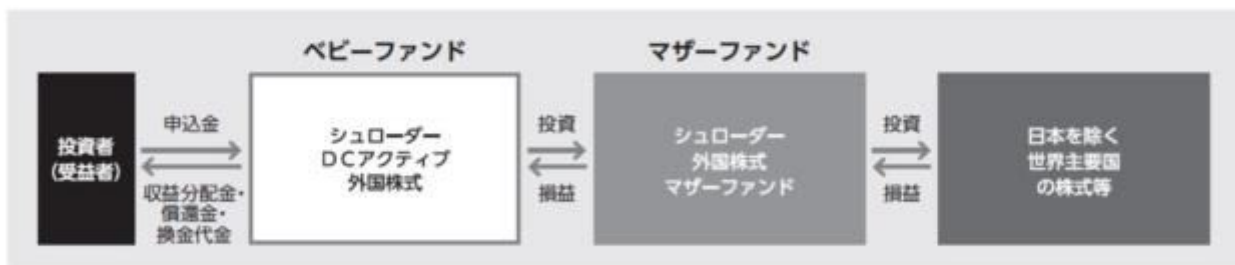 ベビーファンド
マザーファンド
投資者
(受益者)
申込金
収益分配金・
償還金・
換金代金
シュローダー
DCアクティブ
外国株式
投資
損益
シュローダー
外国株式
マザーファンド
投資
損益
日本を除く
世界主要国
の株式等